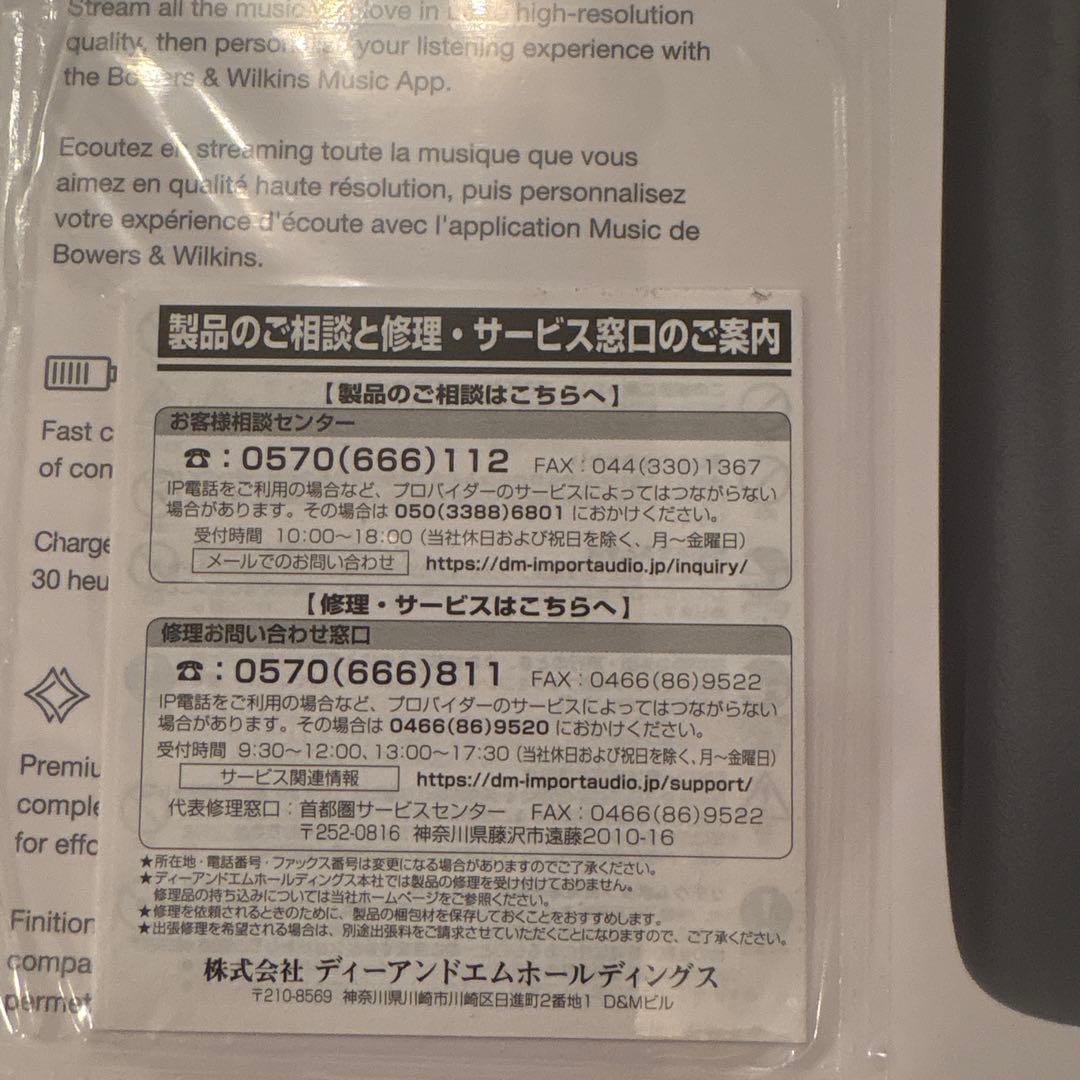 Stream all the music you love in high-resolution
quality, then personalise your listening experience with
the Bowers & Wilkins Music App.
Ecoutez en streaming toute la musique que vous
aimez en qualité haute résolution, puis personnalisez
votre expérience d'écoute avec l'application Music de
Bowers & Wilkins.
Fast c
of con
Charge
30 heu
Premiu
comple
for effo
Finition
compa
permet
製品のご相談と修理・サービス窓口のご案内
【製品のご相談はこちらへ】
お客様相談センター
☎:0570(666)112 FAX:044(330)1367
IP電話をご利用の場合など、プロバイダーのサービスによってはつながらない
場合があります。その場合は 050(3388)6801 におかけください。
受付時間 10:00～18:00 (当社休日および祝日を除く、月～金曜日)
メールでのお問い合わせ https://dm-importaudio.jp/inquiry/
【修理・サービスはこちらへ】
修理お問い合わせ窓口
☎:0570(666)811 FAX:0466(86)9522
IP電話をご利用の場合など、プロバイダーのサービスによってはつながらない
場合があります。その場合は 0466(86)9520 におかけください。
受付時間 9:30～12:00、13:00～17:30 (当社休日および祝日を除く、月～金曜日)
サービス関連情報 https://dm-importaudio.jp/support/
代表修理窓口:首都圏サービスセンター FAX:0466(86)9522
〒252-0816 神奈川県藤沢市遠藤2010-16
★所在地・電話番号・ファックス番号は変更になる場合がありますのでご了承ください。
★ディーアンドエムホールディングス本社では製品の修理を受け付けておりません。
修理品の持ち込みについては当社ホームページをご参照ください。
★修理を依頼されるときのために、製品の梱包材を保存しておくことをおすすめします。
★出張修理を希望される場合は、別途出張料をご請求させていただくことになりますので、ご了承ください。
株式会社 ディーアンドエムホールディングス
〒210-8569 神奈川県川崎市川崎区日進町2番地1 D&Mビル